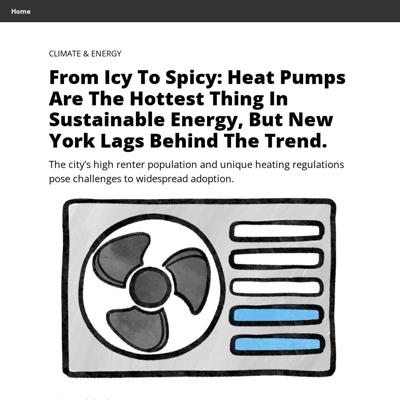 Home
CLIMATE & ENERGY
From Icy To Spicy: Heat Pumps
Are The Hottest Thing In
Sustainable Energy, But New
York Lags Behind The Trend.
The city’s high renter population and unique heating regulations
pose challenges to widespread adoption.